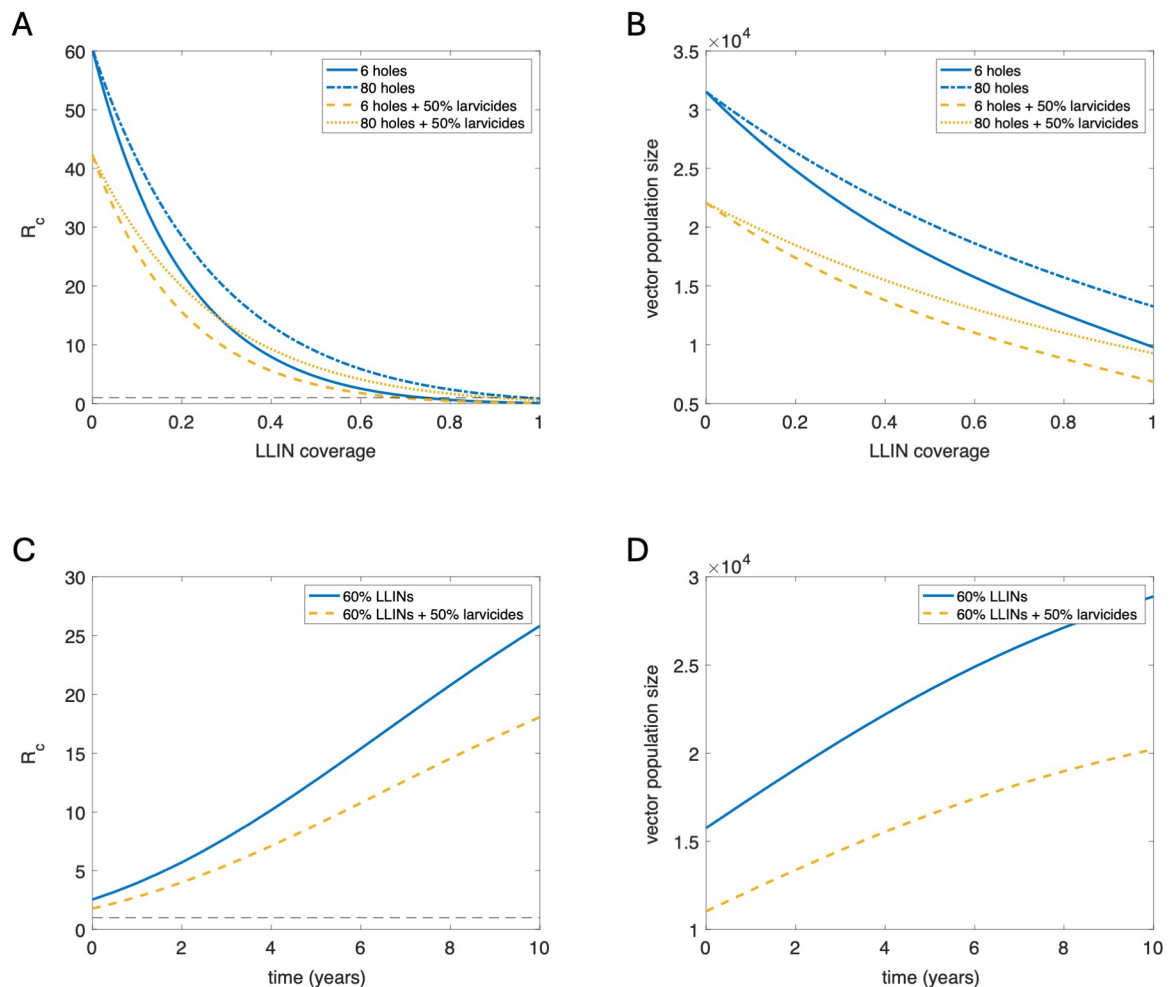 A
60
50
40
30
20
10
0
R_c
0 0.2 0.4 0.6 0.8 1
LLIN coverage
6 holes
80 holes
6 holes + 50% larvicides
80 holes + 50% larvicides
B
×10⁴
3.5
3
2.5
2
1.5
1
0.5
vector population size
0 0.2 0.4 0.6 0.8 1
LLIN coverage
6 holes
80 holes
6 holes + 50% larvicides
80 holes + 50% larvicides
C
30
25
20
15
10
5
0
R_c
0 2 4 6 8 10
time (years)
60% LLINs
60% LLINs + 50% larvicides
D
×10⁴
3
2.5
2
1.5
1
vector population size
0 2 4 6 8 10
time (years)
60% LLINs
60% LLINs + 50% larvicides